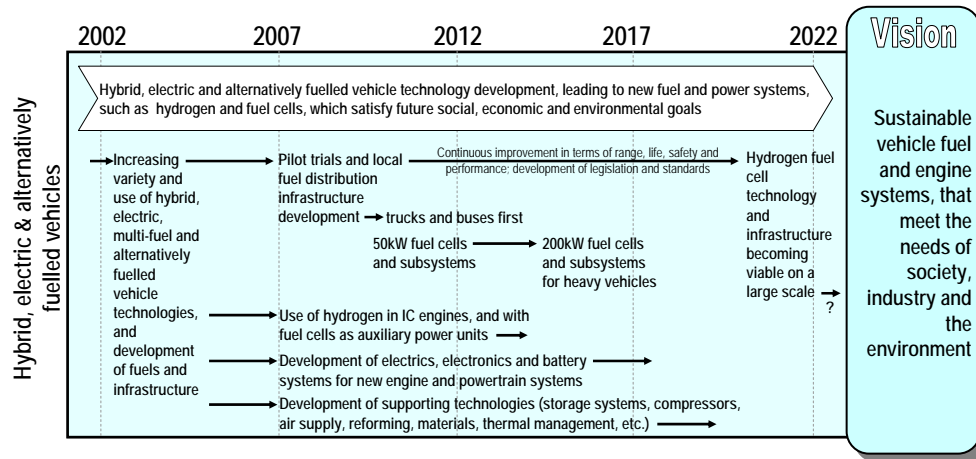 2002
2007
2012
2017
2022
Vision
Hybrid, electric & alternatively
fuelled vehicles
Hybrid, electric and alternatively fuelled vehicle technology development, leading to new fuel and power systems,
such as hydrogen and fuel cells, which satisfy future social, economic and environmental goals
Increasing
variety and
use of hybrid,
electric,
multi-fuel and
alternatively
fuelled
vehicle
technologies,
and
development
of fuels and
infrastructure
Pilot trials and local
fuel distribution
infrastructure
development
trucks and buses first
Continuous improvement in terms of range, life, safety and
performance; development of legislation and standards
50kW fuel cells
and subsystems
200kW fuel cells
and subsystems
for heavy vehicles
Hydrogen fuel
cell
technology
and
infrastructure
becoming
viable on a
large scale
?
Use of hydrogen in IC engines, and with
fuel cells as auxiliary power units
Development of electrics, electronics and battery
systems for new engine and powertrain systems
Development of supporting technologies (storage systems, compressors,
air supply, reforming, materials, thermal management, etc.)
Sustainable
vehicle fuel
and engine
systems, that
meet the
needs of
society,
industry and
the
environment